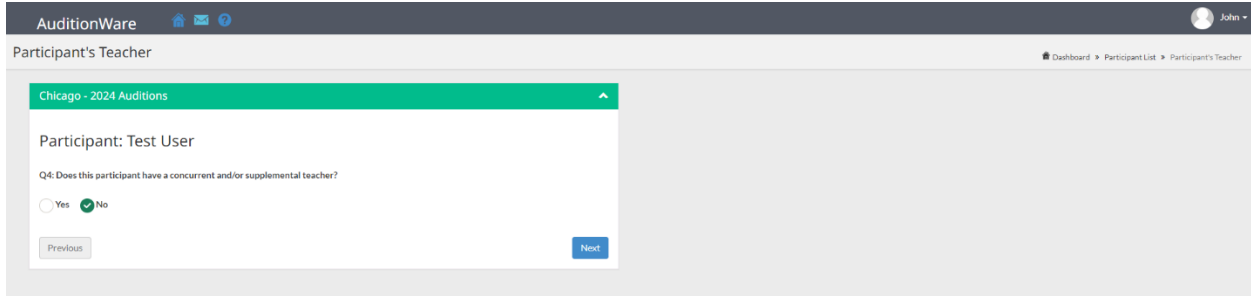 AuditionWare
John
Participant's Teacher
Dashboard » Participant List » Participant's Teacher
Chicago - 2024 Auditions
Participant: Test User
Q4: Does this participant have a concurrent and/or supplemental teacher?
Yes No
Previous Next